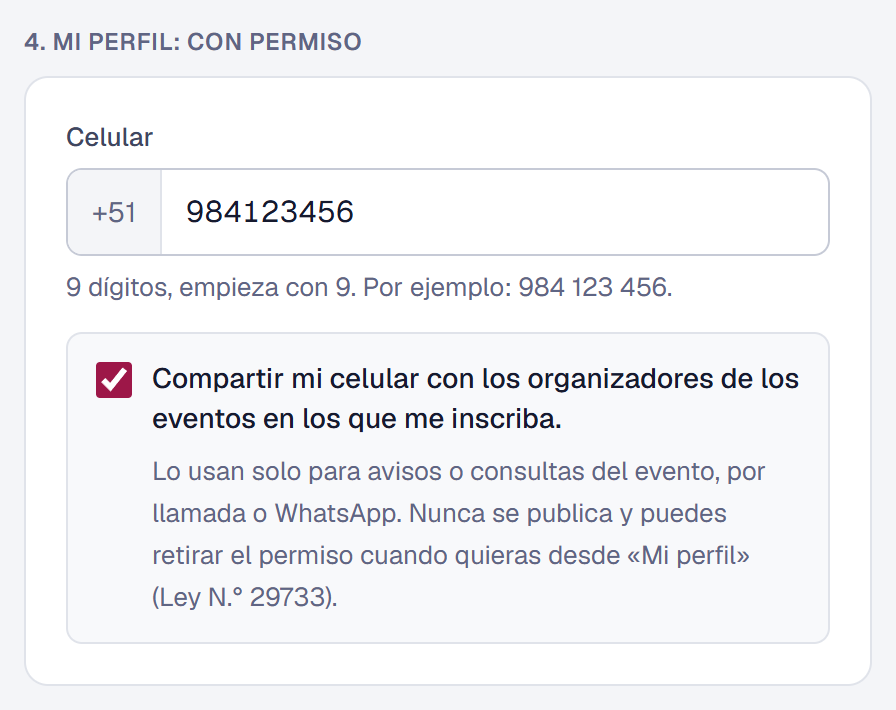 4. MI PERFIL: CON PERMISO
Celular
+51 984123456
9 dígitos, empieza con 9. Por ejemplo: 984 123 456.
Compartir mi celular con los organizadores de los
eventos en los que me inscriba.
Lo usan solo para avisos o consultas del evento, por
llamada o WhatsApp. Nunca se publica y puedes
retirar el permiso cuando quieras desde «Mi perfil»
(Ley N.° 29733).